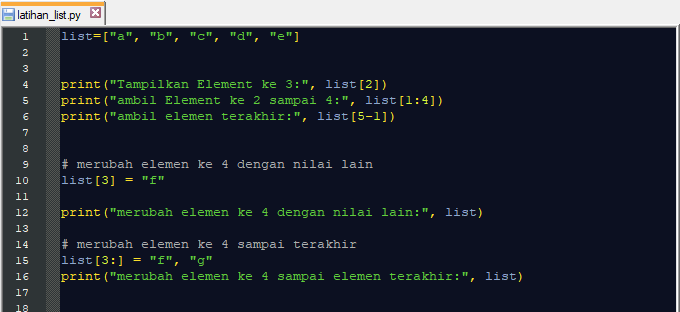 latihan_list.py
1 list=["a", "b", "c", "d", "e"]
2
3
4 print("Tampilkan Element ke 3:", list[2])
5 print("ambil Element ke 2 sampai 4:", list[1:4])
6 print("ambil elemen terakhir:", list[5-1])
7
8
9 # merubah elemen ke 4 dengan nilai lain
10 list[3] = "f"
11
12 print("merubah elemen ke 4 dengan nilai lain:", list)
13
14 # merubah elemen ke 4 sampai terakhir
15 list[3:] = "f", "g"
16 print("merubah elemen ke 4 sampai elemen terakhir:", list)
17
18